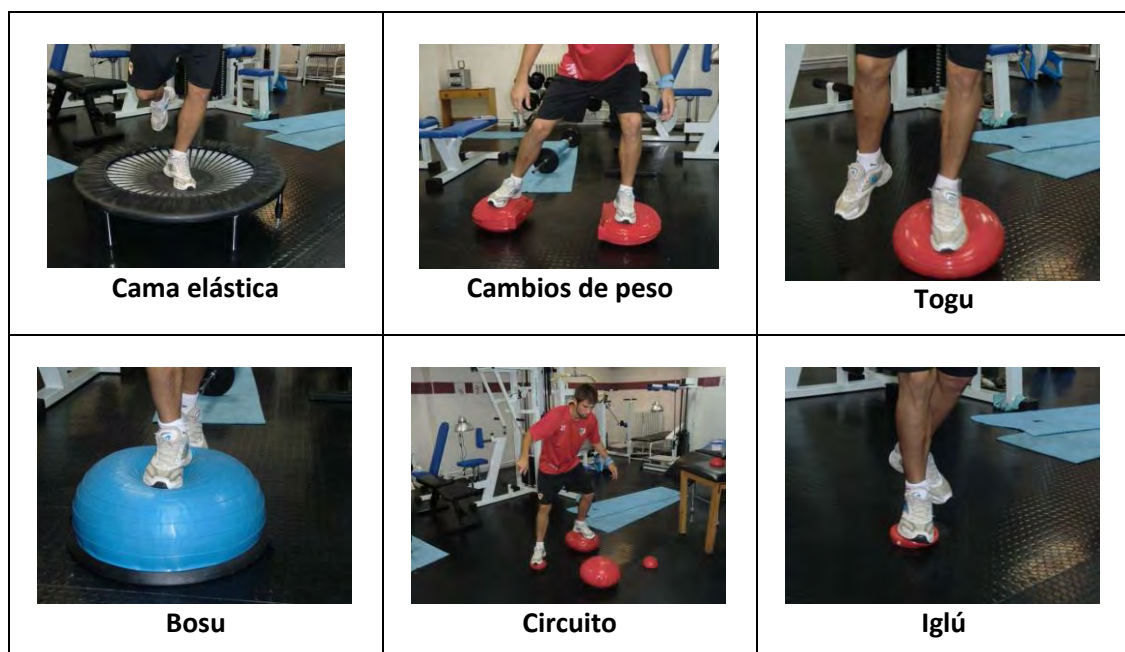 Cama elástica
Cambios de peso
Togu
Bosu
Circuito
Iglú